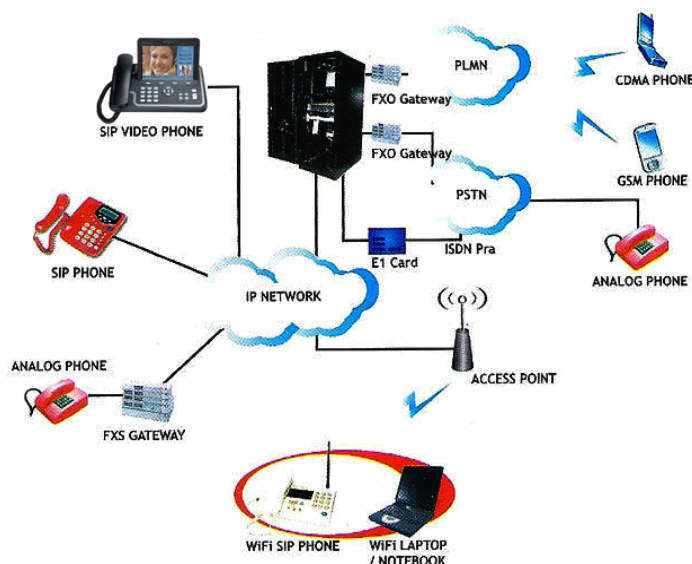 PLMN
FXO Gateway
CDMA PHONE
SIP VIDEO PHONE
FXO Gateway
GSM PHONE
PSTN
ISDN Pra
E1 Card
SIP PHONE
ANALOG PHONE
IP NETWORK
ANALOG PHONE
ACCESS POINT
FXS GATEWAY
WiFi SIP PHONE
WiFi LAPTOP
/ NOTEBOOK